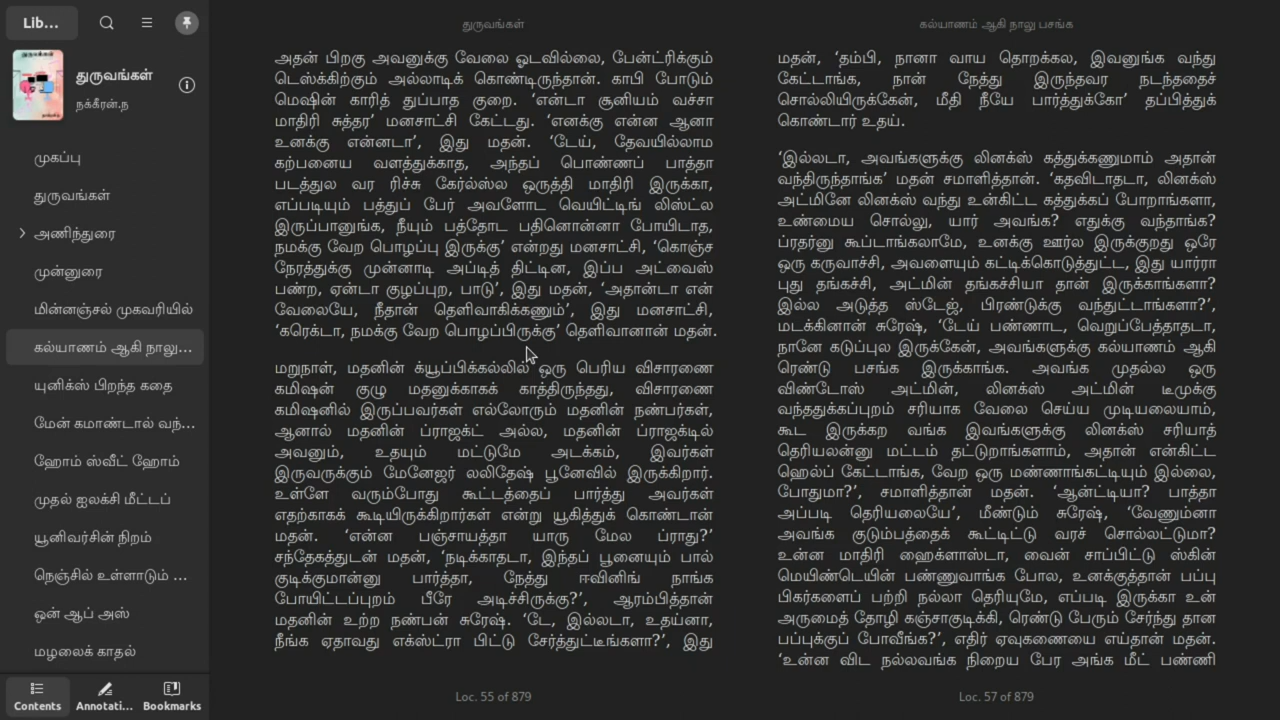 Lib...
துருவங்கள்
நக்கீரன்.ந
முகப்பு
துருவங்கள்
அணிந்துரை
முன்னுரை
மின்னஞ்சல் முகவரியில்
கல்யாணம் ஆகி நாலு...
யுனிக்ஸ் பிறந்த கதை
மேன் கமாண்டால் வந்...
ஹோம் ஸ்வீட் ஹோம்
முதல் ஐலக்சி மீட்டப்
யூனிவர்சின் நிறம்
நெஞ்சில் உள்ளாடும் ...
ஒன் ஆப் அஸ்
மழலைக் காதல்
Contents
Annotati...
Bookmarks
துருவங்கள்
அதன் பிறகு அவனுக்கு வேலை ஓடவில்லை, பேன்ட்ரிக்கும்
டெஸ்க்கிற்கும் அல்லாடிக் கொண்டிருந்தான். காபி போடும்
மெஷின் காரித் துப்பாத குறை. ‘என்டா சூனியம் வச்சா
மாதிரி சுத்தர’ மனசாட்சி கேட்டது. ‘எனக்கு என்ன ஆனா
உனக்கு என்னடா’, இது மதன். ‘டேய், தேவயில்லாம
கற்பனைய வளத்துக்காத, அந்தப் பொண்ணப் பாத்தா
படத்துல வர ரிச்சு கேர்ல்ஸ்ல ஒருத்தி மாதிரி இருக்கா,
எப்படியும் பத்துப் பேர் அவளோட வெயிட்டிங் லிஸ்ட்ல
இருப்பானுங்க, நீயும் பத்தோட பதினொன்னா போயிடாத,
நமக்கு வேற பொழப்பு இருக்கு’ என்றது மனசாட்சி, ‘கொஞ்ச
நேரத்துக்கு முன்னாடி அப்டித் திட்டின, இப்ப அட்வைஸ்
பண்ற, ஏன்டா குழப்புற, பாடு’, இது மதன், ‘அதான்டா என்
வேலையே, நீதான் தெளிவாகிக்கணும்’, இது மனசாட்சி,
‘கரெக்டா, நமக்கு வேற பொழப்பிருக்கு’ தெளிவானான் மதன்.
மறுநாள், மதனின் க்யூப்பிக்கல்லில் ஒரு பெரிய விசாரணை
கமிஷன் குழு மதனுக்காகக் காத்திருந்தது, விசாரணை
கமிஷனில் இருப்பவர்கள் எல்லோரும் மதனின் நண்பர்கள்,
ஆனால் மதனின் ப்ராஜக்ட் அல்ல, மதனின் ப்ராஜக்டில்
அவனும், உதயும் மட்டுமே அடக்கம், இவர்கள்
இருவருக்கும் மேனேஜர் லலிதேஷ் பூனேவில் இருக்கிறார்.
உள்ளே வரும்போது கூட்டத்தைப் பார்த்து அவர்கள்
எதற்காகக் கூடியிருக்கிறார்கள் என்று யூகித்துக் கொண்டான்
மதன். ‘என்ன பஞ்சாயத்தா யாரு மேல ப்ராது?’
சந்தேகத்துடன் மதன், ‘நடிக்காதடா, இந்தப் பூனையும் பால்
குடிக்குமான்னு பார்த்தா, நேத்து ஈவினிங் நாங்க
போயிட்டப்புறம் பீரே அடிச்சிருக்கு?’, ஆரம்பித்தான்
மதனின் உற்ற நண்பன் சுரேஷ். ‘டே, இல்லடா, உதய்னா,
நீங்க ஏதாவது எக்ஸ்ட்ரா பிட்டு சேர்த்துட்டீங்களா?’, இது
Loc. 55 of 879
கல்யாணம் ஆகி நாலு பசங்க
மதன், ‘தம்பி, நானா வாய தொறக்கல, இவனுங்க வந்து
கேட்டாங்க, நான் நேத்து இருந்தவர நடந்ததைச்
சொல்லியிருக்கேன், மீதி நீயே பார்த்துக்கோ’ தப்பித்துக்
கொண்டார் உதய்.
‘இல்லடா, அவங்களுக்கு லினக்ஸ் கத்துக்கணுமாம் அதான்
வந்திருந்தாங்க’ மதன் சமாளித்தான். ‘கதவிடாதடா, லினக்ஸ்
அட்மினே லினக்ஸ் வந்து உன்கிட்ட கத்துக்கப் போறாங்களா,
உண்மைய சொல்லு, யார் அவங்க? எதுக்கு வந்தாங்க?
ப்ரதர்னு கூப்டாங்கலாமே, உனக்கு ஊர்ல இருக்குறது ஒரே
ஒரு கருவாச்சி, அவளையும் கட்டிக்கொடுத்துட்ட, இது யார்ரா
புது தங்கச்சி, அட்மின் தங்கச்சியா தான் இருக்காங்களா?
இல்ல அடுத்த ஸ்டேஜ், பிரண்டுக்கு வந்துட்டாங்களா?’,
மடக்கினான் சுரேஷ், ‘டேய் பண்ணாட, வெறுப்பேத்தாதடா,
நானே கடுப்புல இருக்கேன், அவங்களுக்கு கல்யாணம் ஆகி
ரெண்டு பசங்க இருக்காங்க. அவங்க முதல்ல ஒரு
விண்டோஸ் அட்மின், லினக்ஸ் அட்மின் டீமுக்கு
வந்ததுக்கப்புறம் சரியாக வேலை செய்ய முடியலையாம்,
கூட இருக்கற வங்க இவங்களுக்கு லினக்ஸ் சரியாத்
தெரியலன்னு மட்டம் தட்டுறாங்களாம், அதான் என்கிட்ட
ஹெல்ப் கேட்டாங்க, வேற ஒரு மண்ணாங்கட்டியும் இல்லை,
போதுமா?’, சமாளித்தான் மதன். ‘ஆன்ட்டியா? பாத்தா
அப்படி தெரியலையே’, மீண்டும் சுரேஷ், ‘வேணும்னா
அவங்க குடும்பத்தைக் கூட்டிட்டு வரச் சொல்லட்டுமா?
உன்ன மாதிரி ஹைக்ளாஸ்டா, வைன் சாப்பிட்டு ஸ்கின்
மெயிண்டெயின் பண்ணுவாங்க போல, உனக்குத்தான் பப்பு
பிகர்களைப் பற்றி நல்லா தெரியுமே, எப்படி இருக்கா உன்
அருமைத் தோழி கஞ்சாகுடிக்கி, ரெண்டு பேரும் சேர்ந்து தான
பப்புக்குப் போவீங்க?’, எதிர் ஏவுகணையை எய்தான் மதன்.
‘உன்ன விட நல்லவங்க நிறைய பேர அங்க மீட் பண்ணி
Loc. 57 of 879